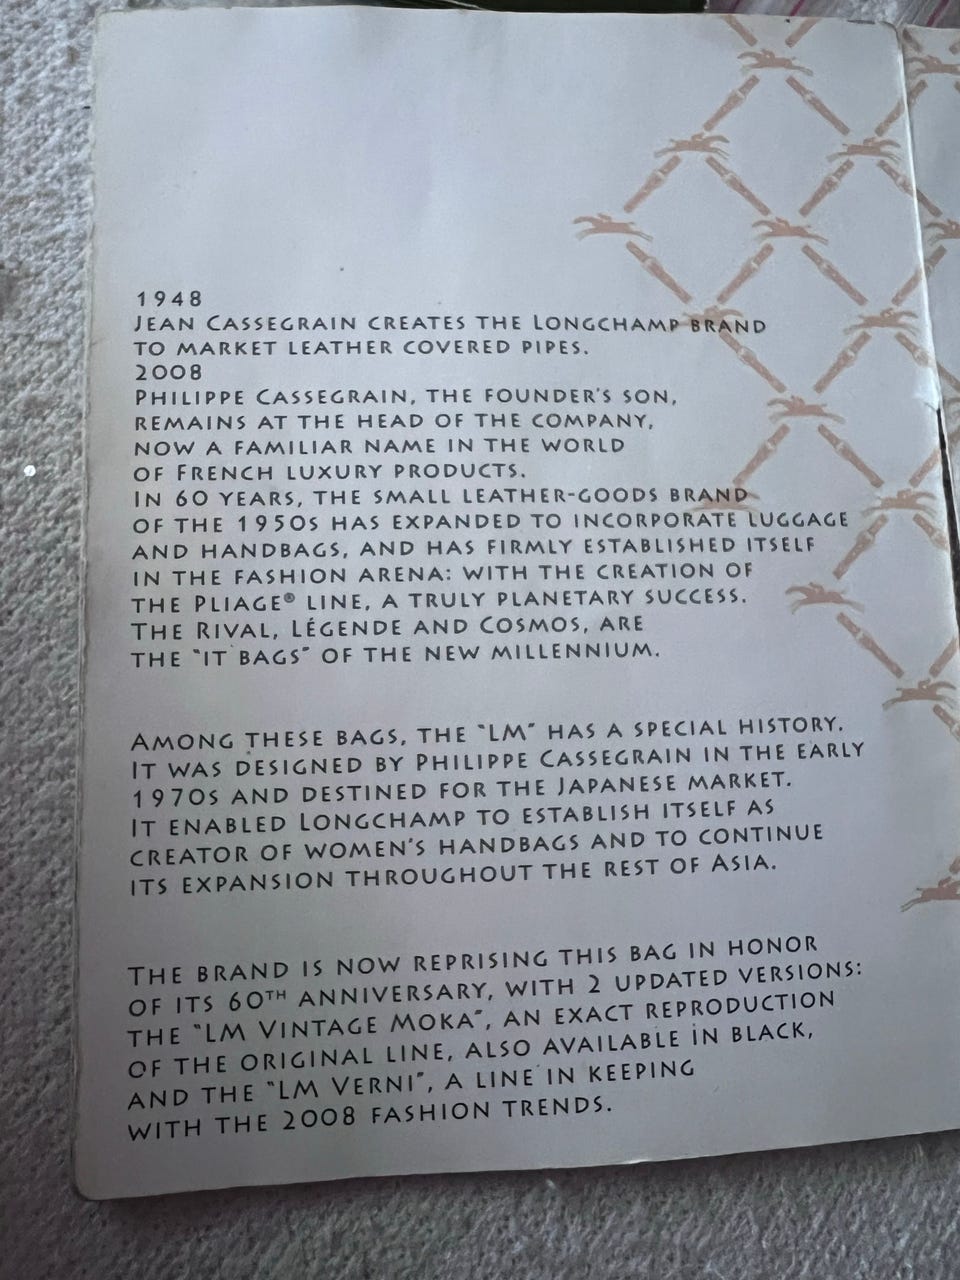 1948
Jean Cassegrain creates the Longchamp brand
to market leather covered pipes.
2008
Philippe Cassegrain, the founder's son,
remains at the head of the company,
now a familiar name in the world
of French luxury products.
In 60 years, the small leather-goods brand
of the 1950s has expanded to incorporate luggage
and handbags, and has firmly established itself
in the fashion arena: with the creation of
the Pliage® line, a truly planetary success.
The Rival, Légende and Cosmos, are
the "it bags" of the new millennium.
Among these bags, the "LM" has a special history.
It was designed by Philippe Cassegrain in the early
1970s and destined for the Japanese market.
It enabled Longchamp to establish itself as
creator of women's handbags and to continue
its expansion throughout the rest of Asia.
The brand is now reprising this bag in honor
of its 60th anniversary, with 2 updated versions:
the "LM Vintage Moka", an exact reproduction
of the original line, also available in black,
and the "LM Verni", a line in keeping
with the 2008 fashion trends.